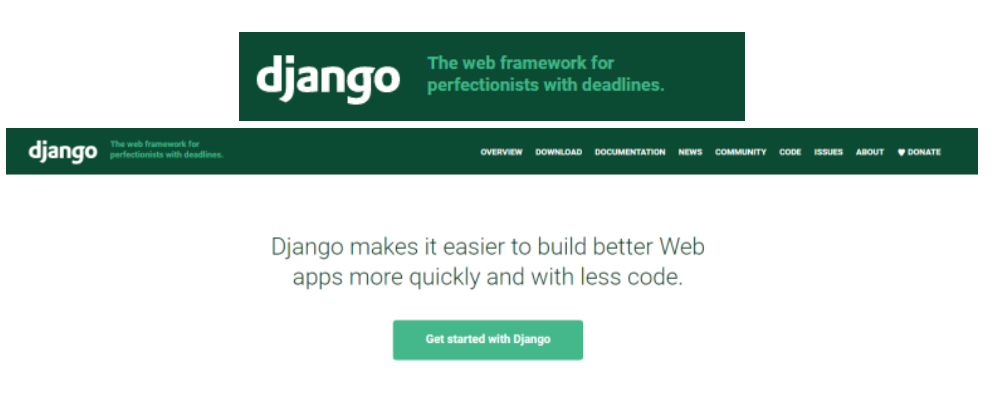 django
The web framework for
perfectionists with deadlines.
django
The web framework for
perfectionists with deadlines.
OVERVIEW DOWNLOAD DOCUMENTATION NEWS COMMUNITY CODE ISSUES ABOUT ♥ DONATE
Django makes it easier to build better Web
apps more quickly and with less code.
Get started with Django